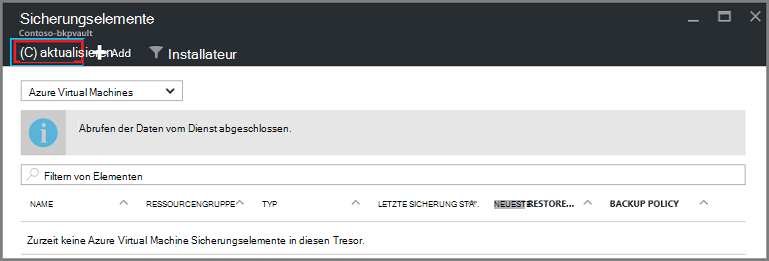 Sicherungselemente
Contoso-bkpvault
(C) aktualisieren Add Installateur
Azure Virtual Machines
Abrufen der Daten vom Dienst abgeschlossen.
Filtern von Elementen
NAME RESSOURCENGRUPPE TYP LETZTE SICHERUNG STA". NEUESTE RESTORE... BACKUP POLICY
Zurzeit keine Azure Virtual Machine Sicherungselemente in diesen Tresor.